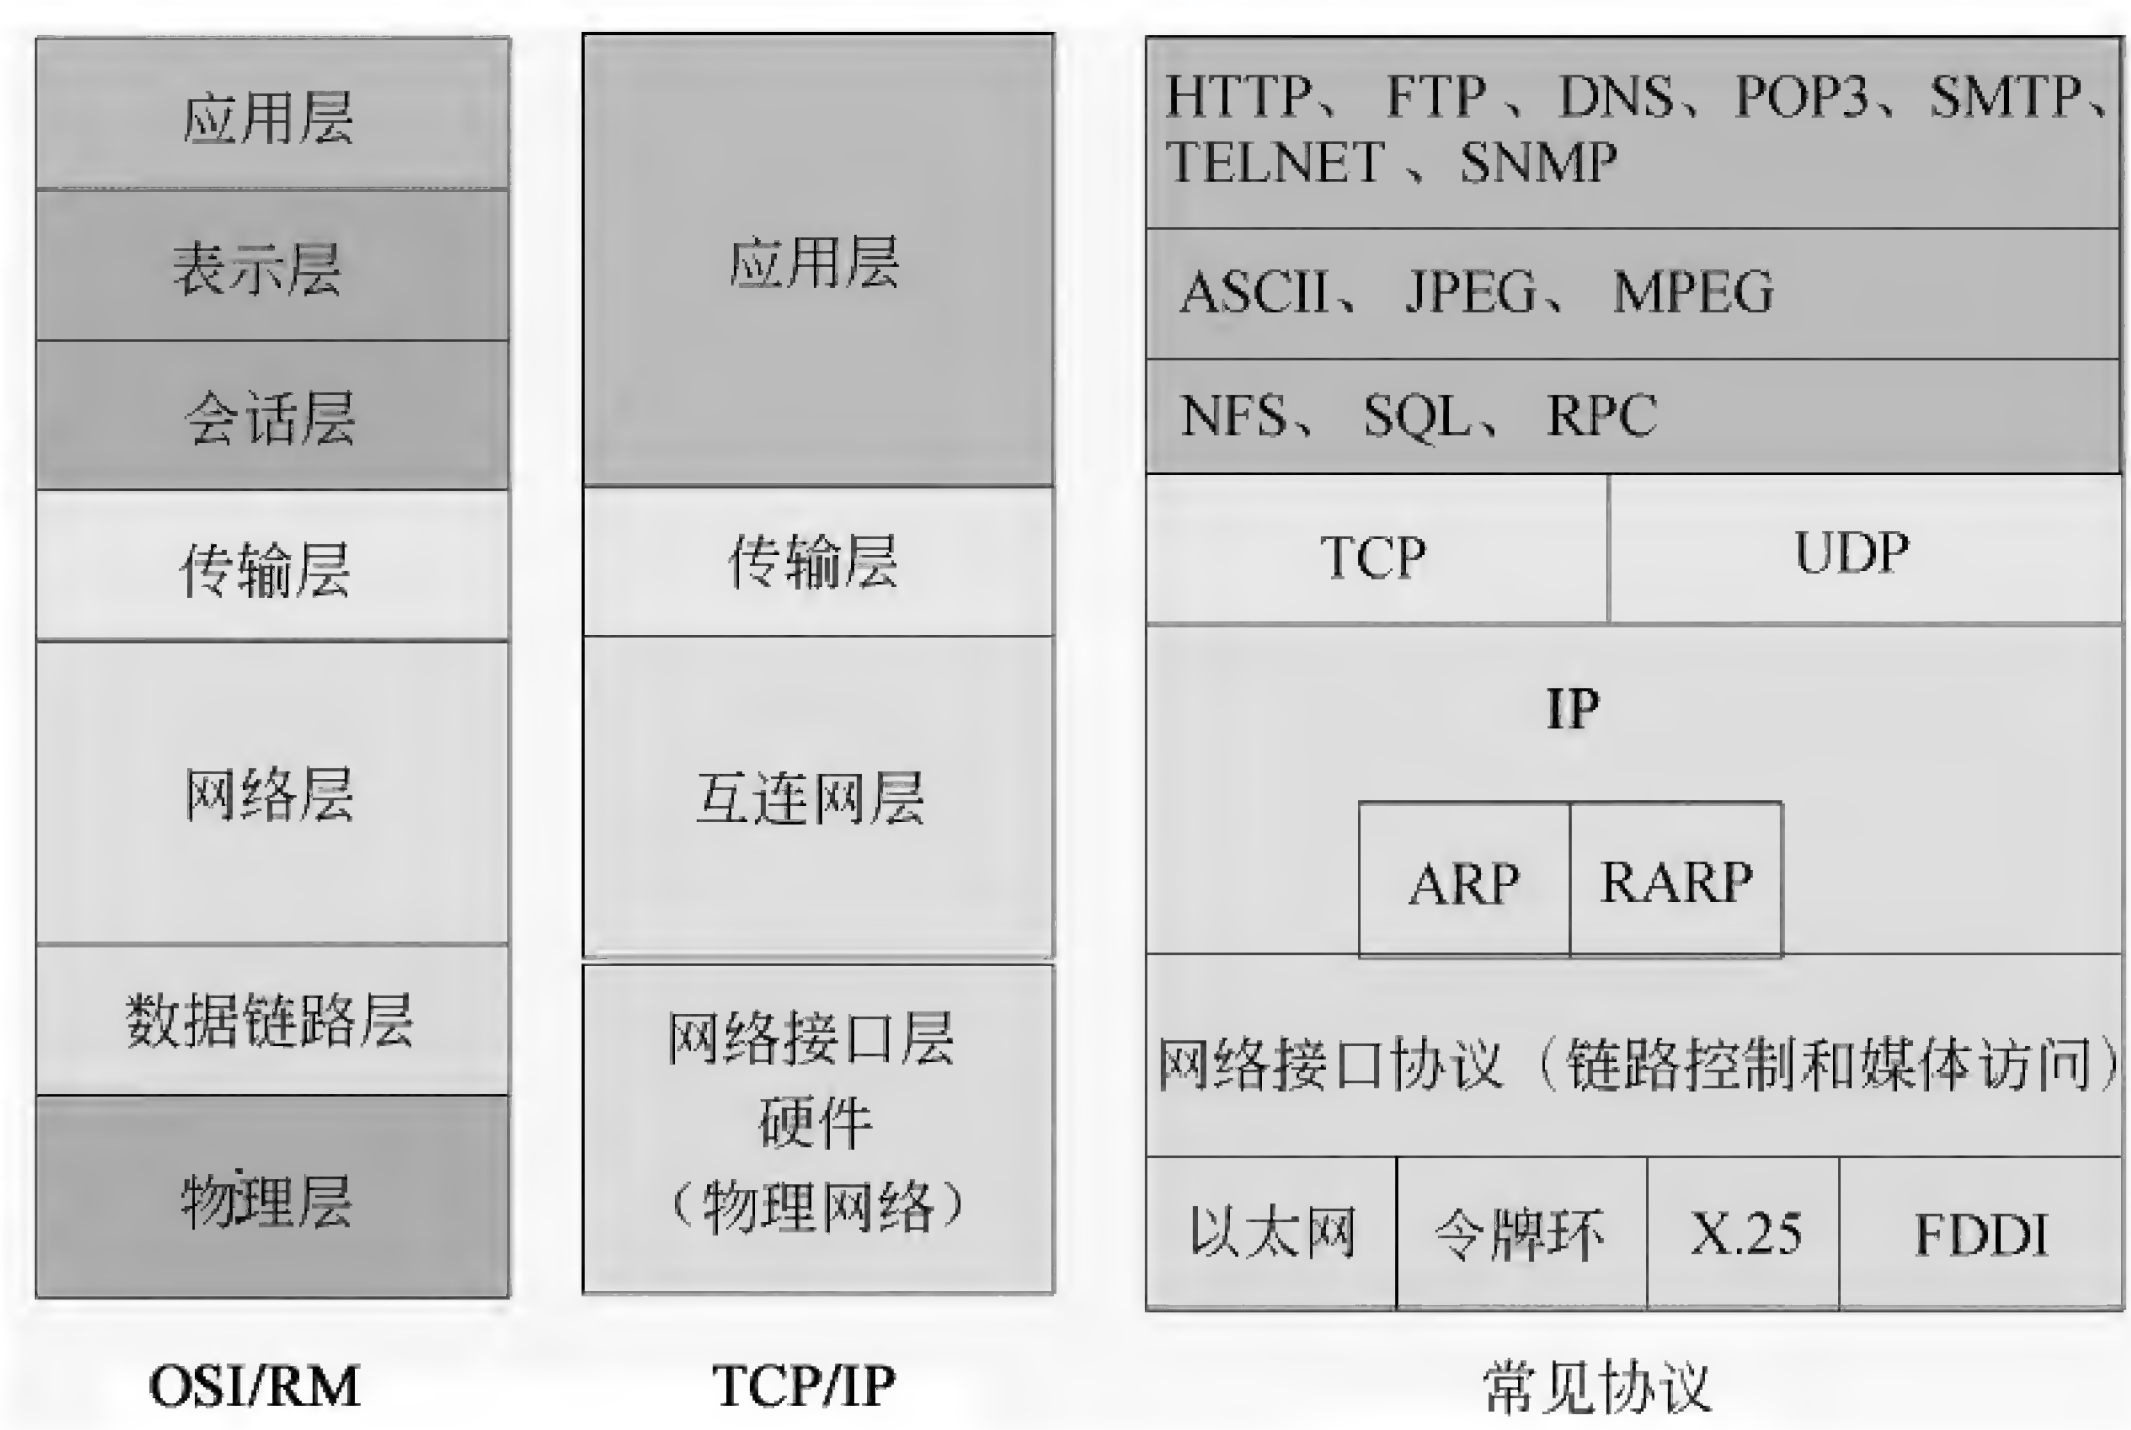 应用层
表示层
会话层
传输层
网络层
数据链路层
物理层
OSI/RM
应用层
传输层
互连网层
网络接口层
硬件
（物理网络）
TCP/IP
HTTP、 FTP 、DNS、POP3、SMTP、
TELNET 、SNMP
ASCII、 JPEG、 MPEG
NFS、 SQL、 RPC
TCP
UDP
IP
ARP
RARP
网络接口协议（链路控制和媒体访问）
以太网
令牌环
X.25
FDDI
常见协议